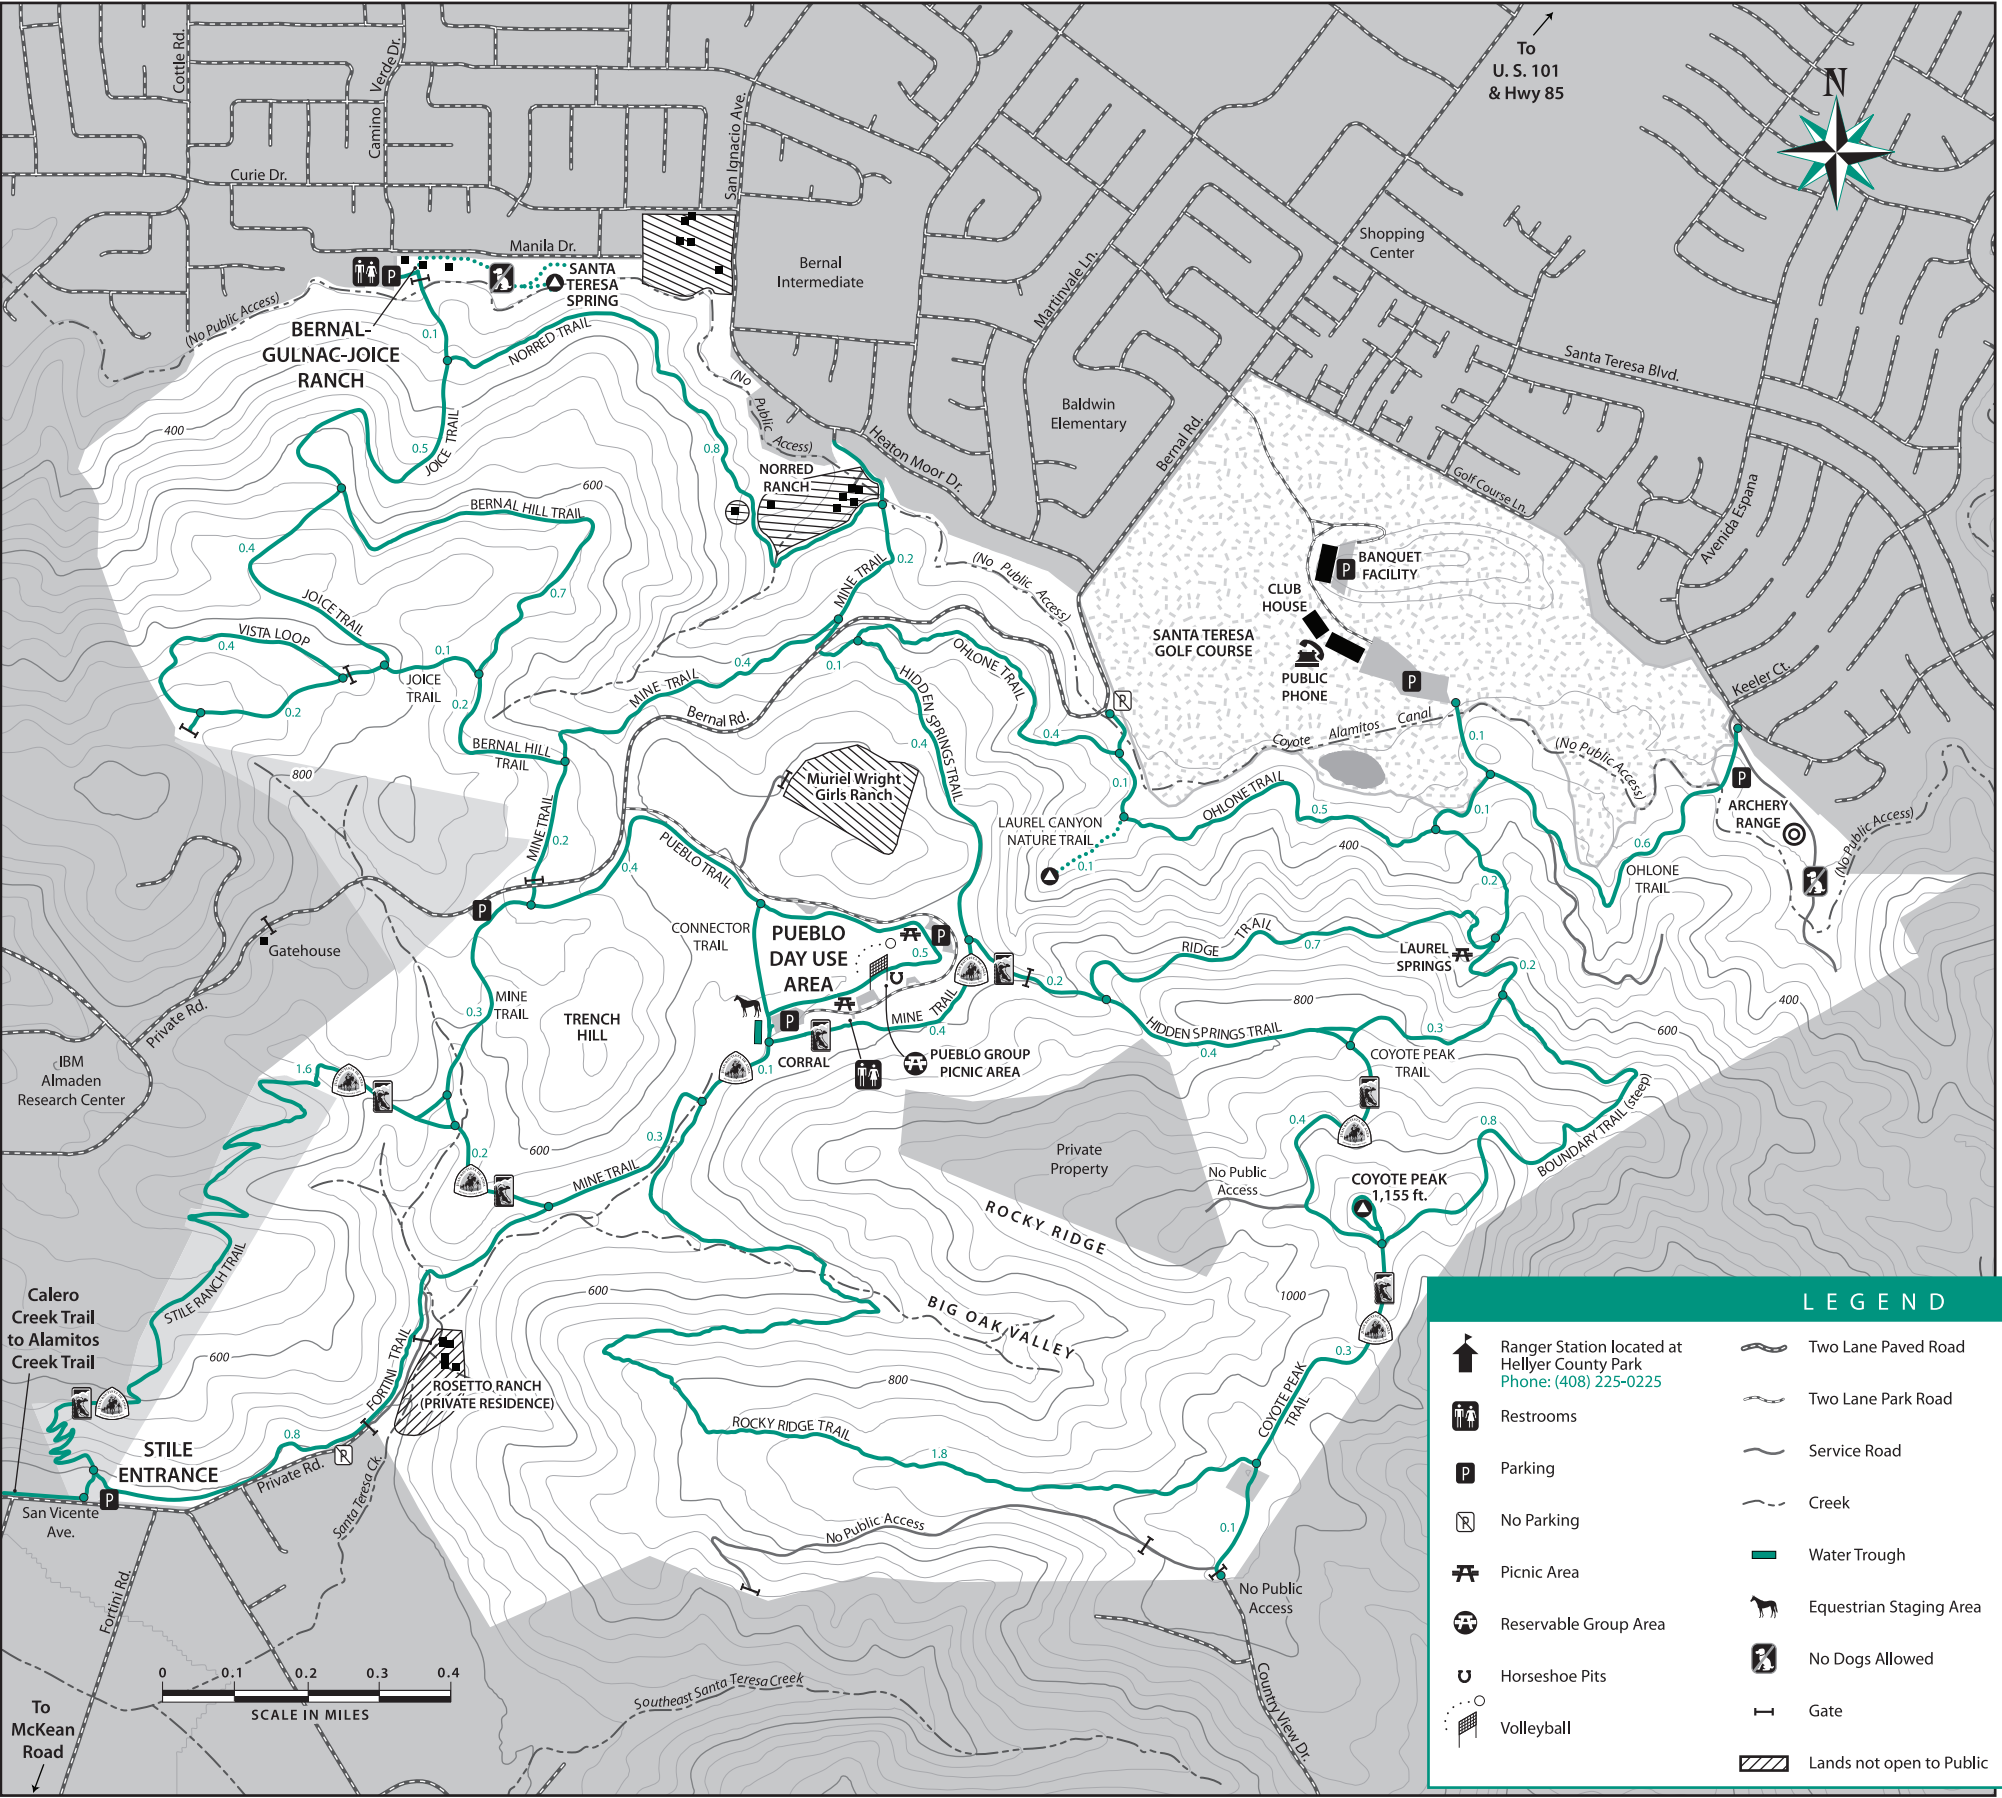 To
U. S. 101
& Hwy 85
N
Cottle Rd.
Camino Verde Dr.
San Ignacio Ave.
Curie Dr.
Manila Dr.
SANTA
TERESA
SPRING
Bernal
Intermediate
Shopping
Center
Martinvale Ln.
Santa Teresa Blvd.
(No Public Access)
BERNAL-
GULNAC-JOICE
RANCH
0.1
NORRED TRAIL
(No Public Access)
Baldwin
Elementary
Bernal Rd.
400
0.5
JOICE TRAIL
0.8
Heaton Moor Dr.
NORRED
RANCH
Golf Course Ln.
Avenida Espana
600
BERNAL HILL TRAIL
0.4
JOICE TRAIL
0.7
MINE TRAIL
0.2
(No Public Access)
BANQUET
FACILITY
CLUB
HOUSE
SANTA TERESA
GOLF COURSE
PUBLIC
PHONE
VISTA LOOP
0.4
0.1
JOICE
TRAIL
0.2
0.2
BERNAL HILL
TRAIL
0.4
MINE TRAIL
Bernal Rd.
0.1
OHLONE TRAIL
HIDDEN SPRINGS TRAIL
0.4
0.4
Keeler Ct.
Coyote Alamitos Canal
0.1
(No Public Access)
800
Muriel Wright
Girls Ranch
0.1
OHLONE TRAIL
0.5
0.1
ARCHERY
RANGE
(No Public Access)
LAUREL CANYON
NATURE TRAIL
0.1
400
0.6
OHLONE
TRAIL
MINE TRAIL
0.2
0.4
PUEBLO TRAIL
0.2
CONNECTOR
TRAIL
PUEBLO
DAY USE
AREA
0.5
RIDGE TRAIL
0.7
LAUREL
SPRINGS
0.2
Gatehouse
Private Rd.
0.2
800
400
600
MINE
TRAIL
0.3
TRENCH
HILL
MINE TRAIL
0.4
HIDDEN SPRINGS TRAIL
0.4
0.3
COYOTE PEAK
TRAIL
IBM
Almaden
Research Center
1.6
CORRAL
0.1
PUEBLO GROUP
PICNIC AREA
0.4
0.8
BOUNDARY TRAIL (steep)
0.3
600
0.2
MINE TRAIL
Private
Property
No Public
Access
COYOTE PEAK
1,155 ft.
ROCKY RIDGE
STILE RANCH TRAIL
Calero
Creek Trail
to Alamitos
Creek Trail
600
600
BIG OAK VALLEY
1000
0.3
COYOTE PEAK
TRAIL
FORTINI TRAIL
ROSETTO RANCH
(PRIVATE RESIDENCE)
800
ROCKY RIDGE TRAIL
1.8
STILE
ENTRANCE
0.8
Private Rd.
San Vicente
Ave.
Santa Teresa Ck.
No Public Access
0.1
No Public
Access
Fortini Rd.
0 0.1 0.2 0.3 0.4
SCALE IN MILES
Southeast Santa Teresa Creek
Country View Dr.
To
McKean
Road
LEGEND
Ranger Station located at
Hellyer County Park
Phone: (408) 225-0225
Restrooms
P
Parking
No Parking
Picnic Area
Reservable Group Area
Horseshoe Pits
Volleyball
Two Lane Paved Road
Two Lane Park Road
Service Road
Creek
Water Trough
Equestrian Staging Area
No Dogs Allowed
Gate
Lands not open to Public